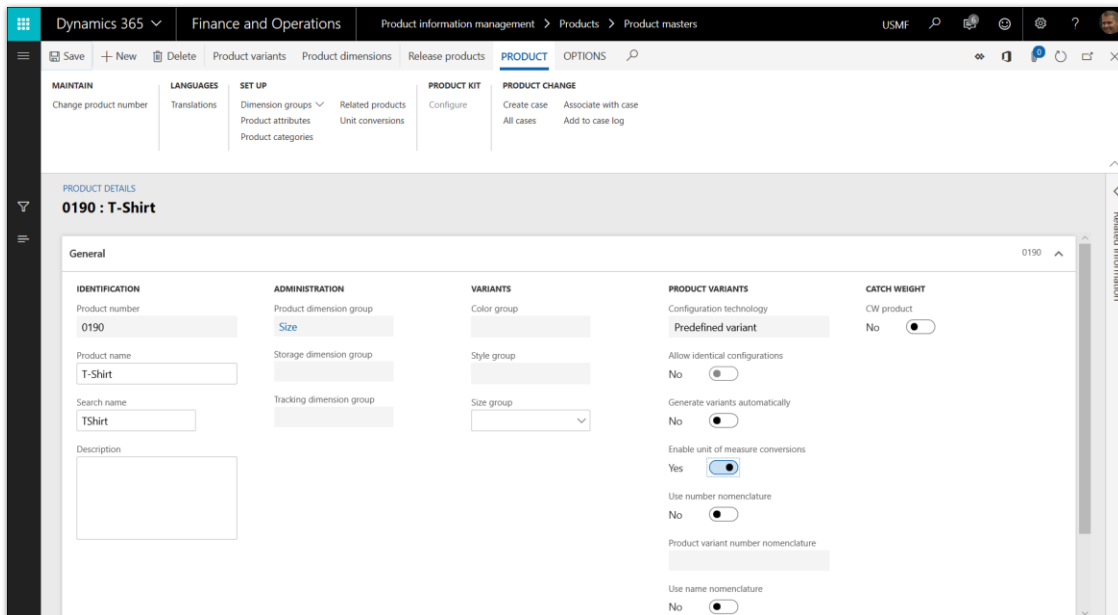 Dynamics 365 Finance and Operations Product information management > Products > Product masters USMF ?
Save + New Delete Product variants Product dimensions Release products PRODUCT OPTIONS 0
MAINTAIN LANGUAGES SET UP PRODUCT KIT PRODUCT CHANGE
Change product number Translations Dimension groups Related products Configure Create case Associate with case
Product attributes Unit conversions All cases Add to case log
Product categories
PRODUCT DETAILS
0190 : T-Shirt
Related information
General 0190
IDENTIFICATION ADMINISTRATION VARIANTS PRODUCT VARIANTS CATCH WEIGHT
Product number Product dimension group Color group Configuration technology CW product
0190 Size Predefined variant No
Product name Storage dimension group Style group Allow identical configurations
T-Shirt No
Search name Tracking dimension group Size group Generate variants automatically
TShirt No
Description Enable unit of measure conversions
Yes
Use number nomenclature
No
Product variant number nomenclature
Use name nomenclature
No